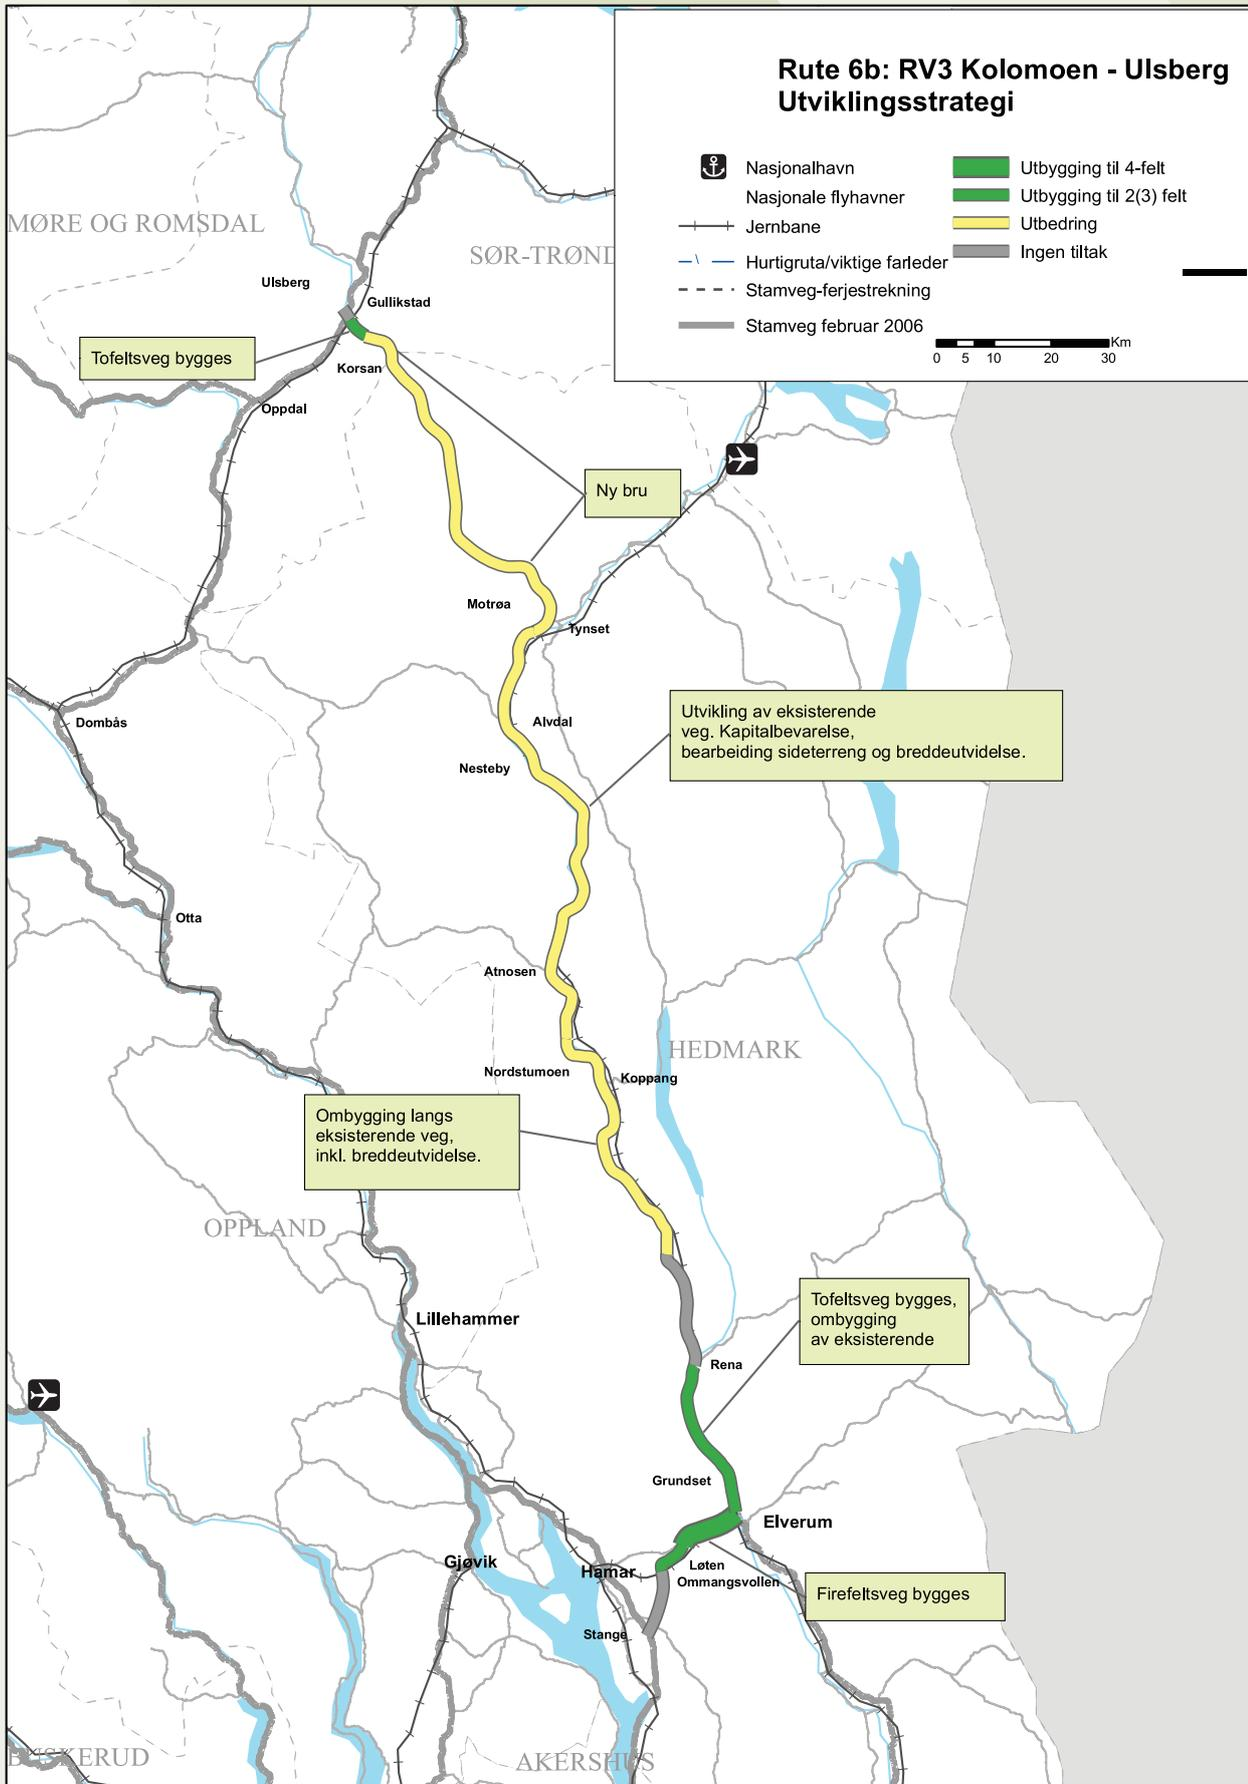 Rute 6b: RV3 Kolomoen - Ulsberg
Utviklingsstrategi
Nasjonalhavn
Nasjonale flyhavner
Jernbane
Hurtigruta/viktige farleder
Stamveg-ferjestrekning
Stamveg februar 2006
Utbygging til 4-felt
Utbygging til 2(3) felt
Utbedring
Ingen tiltak
Km
0 5 10 20 30
MØRE OG ROMSDAL
SØR-TRØND
Ulsberg
Gullikstad
Tofeltsveg bygges
Korsan
Oppdal
Ny bru
Motrøa
Tynset
Utvikling av eksisterende
veg. Kapitalbevarelse,
bearbeiding sideterreng og breddeutvidelse.
Dombås
Alvdal
Nesteby
Otta
Atnosen
HEDMARK
Nordstumoen
Koppang
Ombygging langs
eksisterende veg,
inkl. breddeutvidelse.
OPPLAND
Tofeltsveg bygges,
ombygging
av eksisterende
Lillehammer
Rena
Grundset
Elverum
Gjøvik
Hamar
Løten
Ommangsvollen
Firefeltsveg bygges
Stange
BUSKERUD
AKERSHUS